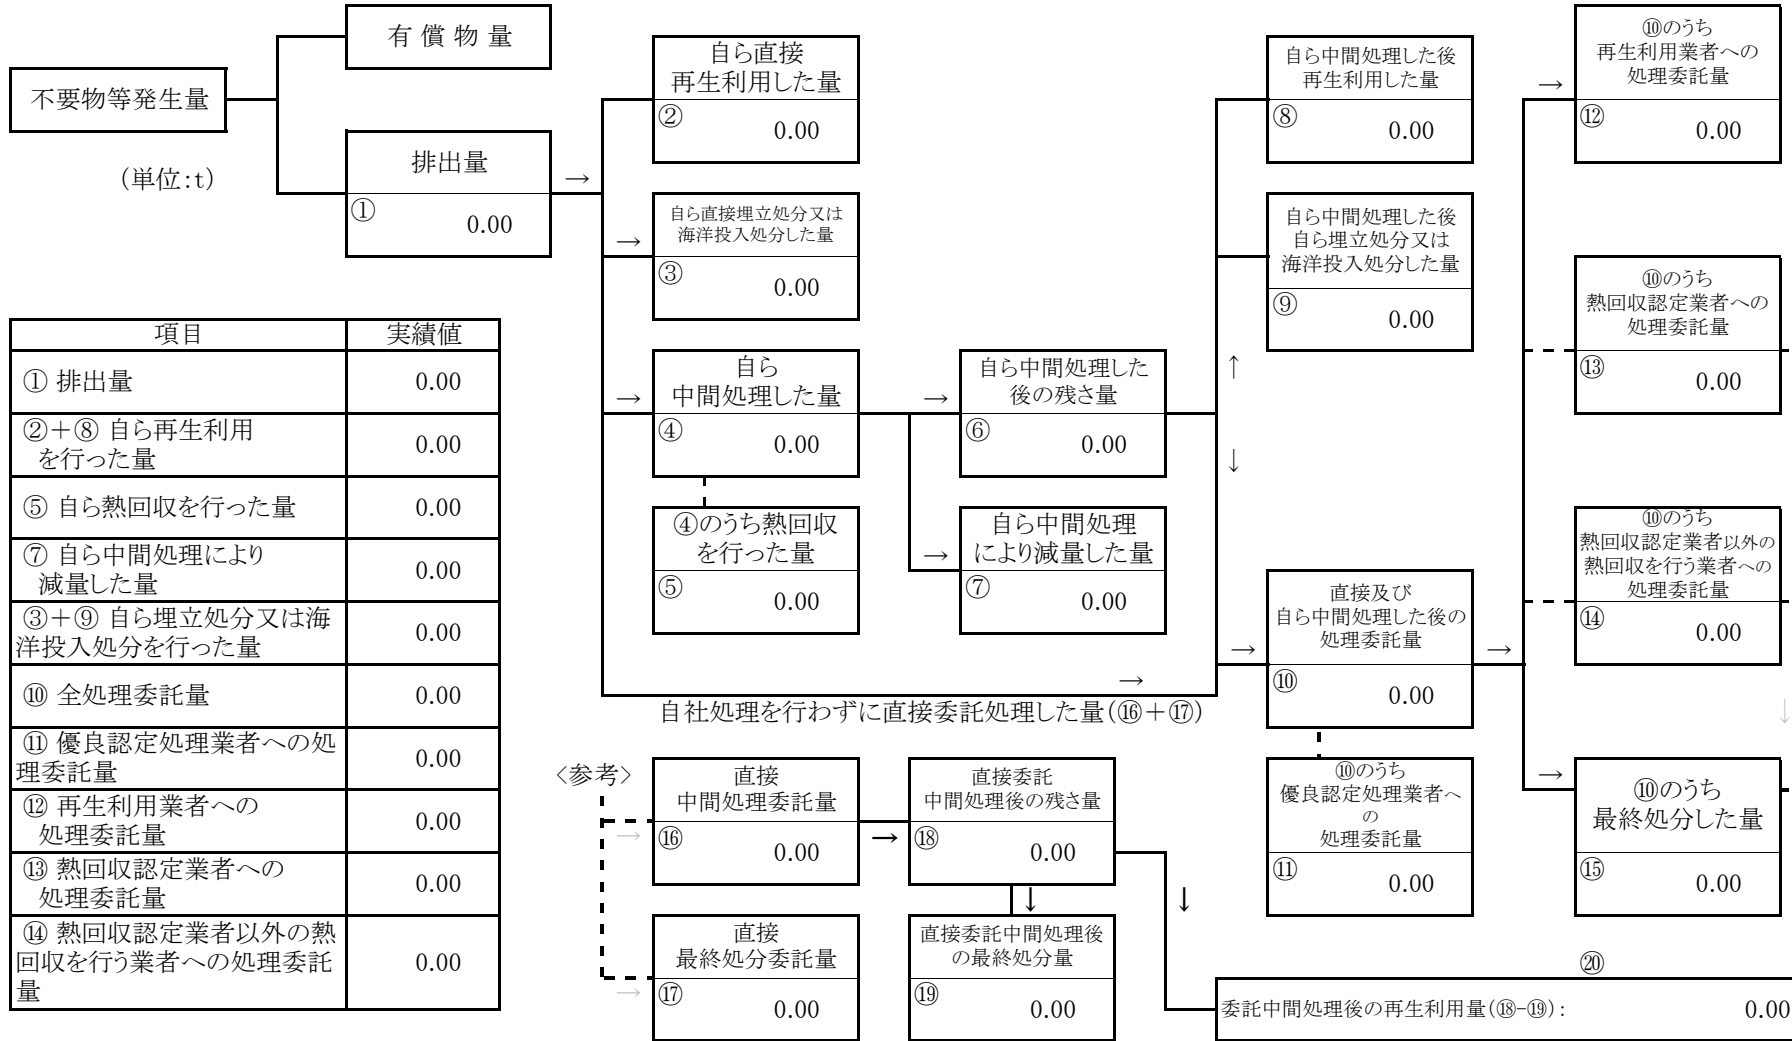 不要物等発生量
(単位:t)
有 償 物 量
排出量
① 0.00
→
自ら直接
再生利用した量
② 0.00
→
自ら直接埋立処分又は
海洋投入処分した量
③ 0.00
→
自ら
中間処理した量
④ 0.00
④のうち熱回収
を行った量
⑤ 0.00
→
自ら中間処理した
後の残さ量
⑥ 0.00
→
自ら中間処理
により減量した量
⑦ 0.00
↑
↓
自ら中間処理した後
再生利用した量
⑧ 0.00
自ら中間処理した後
自ら埋立処分又は
海洋投入処分した量
⑨ 0.00
→
自社処理を行わずに直接委託処理した量(⑯+⑰)
→
直接及び
自ら中間処理した後の
処理委託量
⑩ 0.00
⑩のうち
優良認定処理業者へ
の
処理委託量
⑪ 0.00
→
→
⑩のうち
再生利用業者への
処理委託量
⑫ 0.00
⑩のうち
熱回収認定業者への
処理委託量
⑬ 0.00
⑩のうち
熱回収認定業者以外の
熱回収を行う業者への
処理委託量
⑭ 0.00
↓
→
⑩のうち
最終処分した量
⑮ 0.00
項目 実績値
① 排出量 0.00
②+⑧ 自ら再生利用
を行った量 0.00
⑤ 自ら熱回収を行った量 0.00
⑦ 自ら中間処理により
減量した量 0.00
③+⑨ 自ら埋立処分又は海
洋投入処分を行った量 0.00
⑩ 全処理委託量 0.00
⑪ 優良認定処理業者への処
理委託量 0.00
⑫ 再生利用業者への
処理委託量 0.00
⑬ 熱回収認定業者への
処理委託量 0.00
⑭ 熱回収認定業者以外の熱
回収を行う業者への処理委託
量 0.00
〈参考〉
→
直接
中間処理委託量
⑯ 0.00
→
直接
最終処分委託量
⑰ 0.00
→
直接委託
中間処理後の残さ量
⑱ 0.00
↓
直接委託中間処理後
の最終処分量
⑲ 0.00
↓
⑳
委託中間処理後の再生利用量(⑱-⑲): 0.00